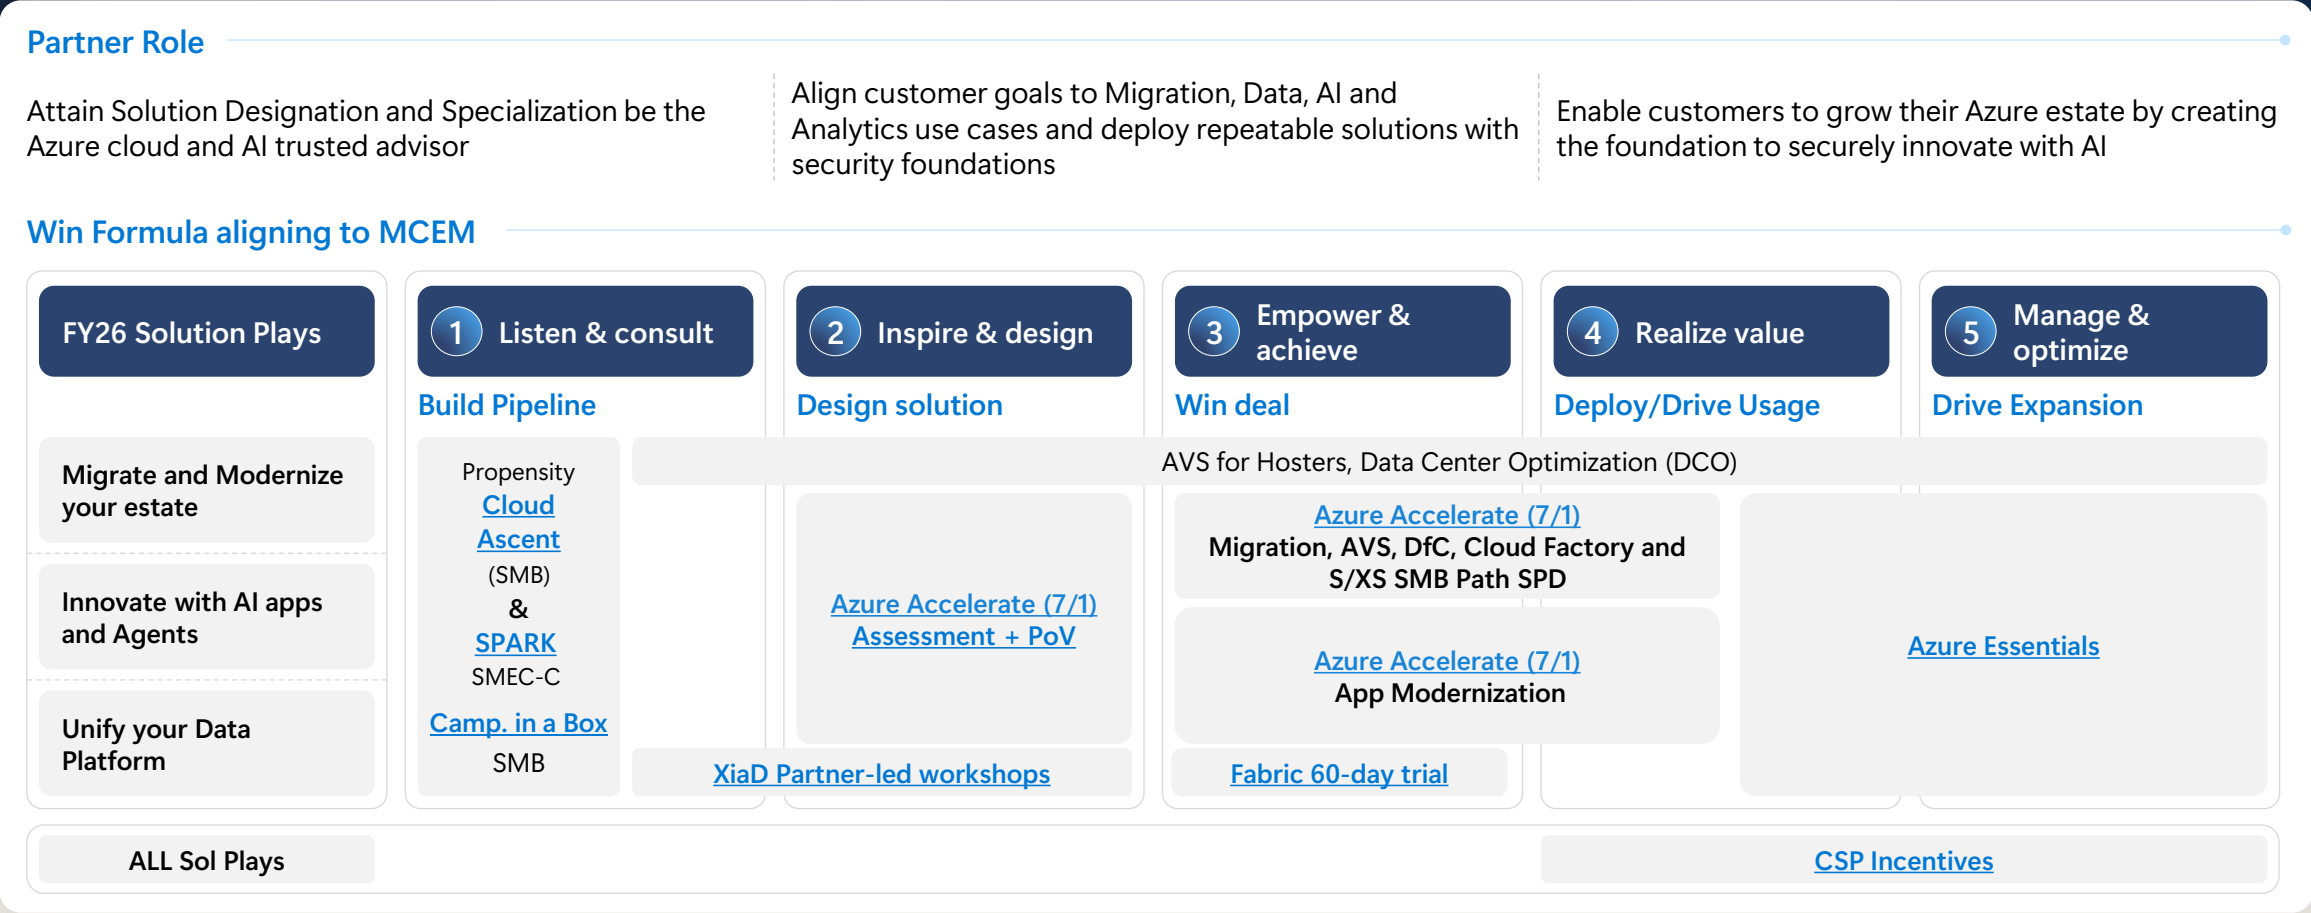 Partner Role
Attain Solution Designation and Specialization be the
Azure cloud and AI trusted advisor
Align customer goals to Migration, Data, AI and
Analytics use cases and deploy repeatable solutions with
security foundations
Enable customers to grow their Azure estate by creating
the foundation to securely innovate with AI
Win Formula aligning to MCEM
FY26 Solution Plays
1 Listen & consult
2 Inspire & design
3 Empower &
achieve
4 Realize value
5 Manage &
optimize
Build Pipeline
Design solution
Win deal
Deploy/Drive Usage
Drive Expansion
Migrate and Modernize
your estate
Innovate with AI apps
and Agents
Unify your Data
Platform
Propensity
Cloud
Ascent
(SMB)
&
SPARK
SMEC-C
Camp. in a Box
SMB
AVS for Hosters, Data Center Optimization (DCO)
Azure Accelerate (7/1)
Assessment + PoV
Azure Accelerate (7/1)
Migration, AVS, DfC, Cloud Factory and
S/XS SMB Path SPD
Azure Accelerate (7/1)
App Modernization
Azure Essentials
XiaD Partner-led workshops
Fabric 60-day trial
ALL Sol Plays
CSP Incentives